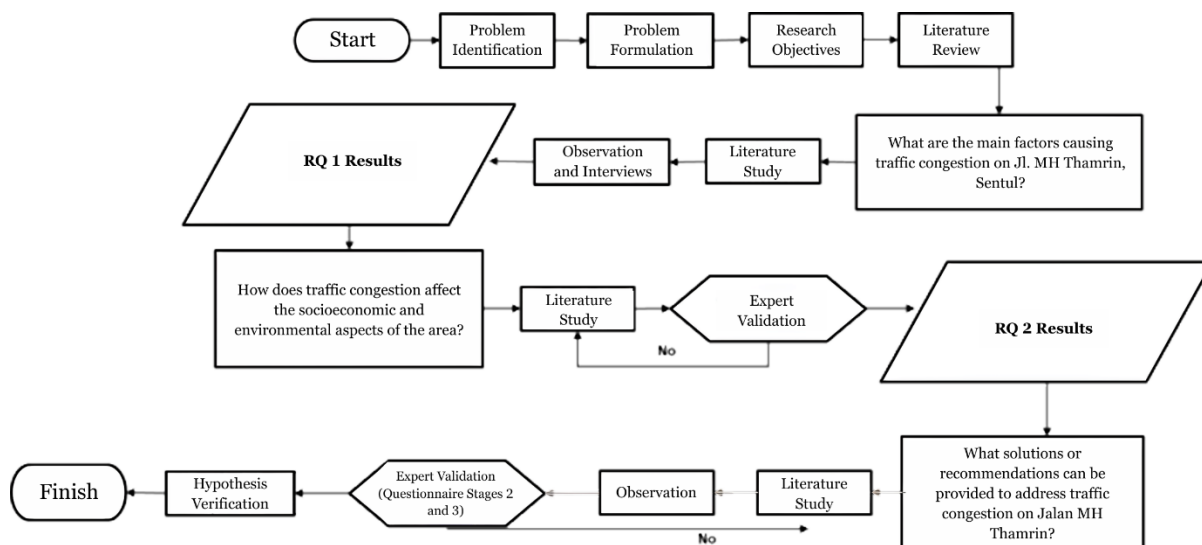 Start
Problem
Identification
Problem
Formulation
Research
Objectives
Literature
Review
What are the main factors causing
traffic congestion on Jl. MH Thamrin,
Sentul?
Literature
Study
Observation
and Interviews
RQ 1 Results
How does traffic congestion affect
the socioeconomic and
environmental aspects of the area?
Literature
Study
Expert
Validation
No
RQ 2 Results
What solutions or
recommendations can be
provided to address traffic
congestion on Jalan MH
Thamrin?
Literature
Study
Observation
Expert Validation
(Questionnaire Stages 2
and 3)
No
Hypothesis
Verification
Finish